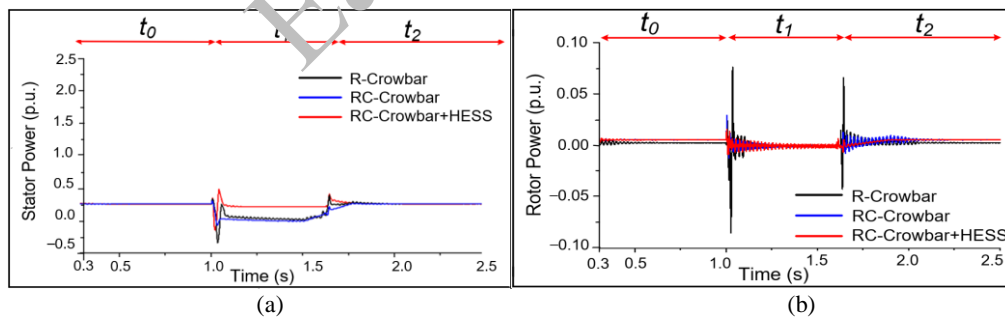 t0 t1 t2
2.5
2.0
1.5
1.0
0.5
0.0
−0.5
Stator Power (p.u.)
R-Crowbar
RC-Crowbar
RC-Crowbar+HESS
0.3 1.0 1.5 2.0 2.5
Time (s)
(a)
t0 t1 t2
0.10
0.05
0.00
−0.05
−0.10
Rotor Power (p.u.)
R-Crowbar
RC-Crowbar
RC-Crowbar+HESS
0.3 0.5 1.0 1.5 2.0 2.5
Time (s)
(b)